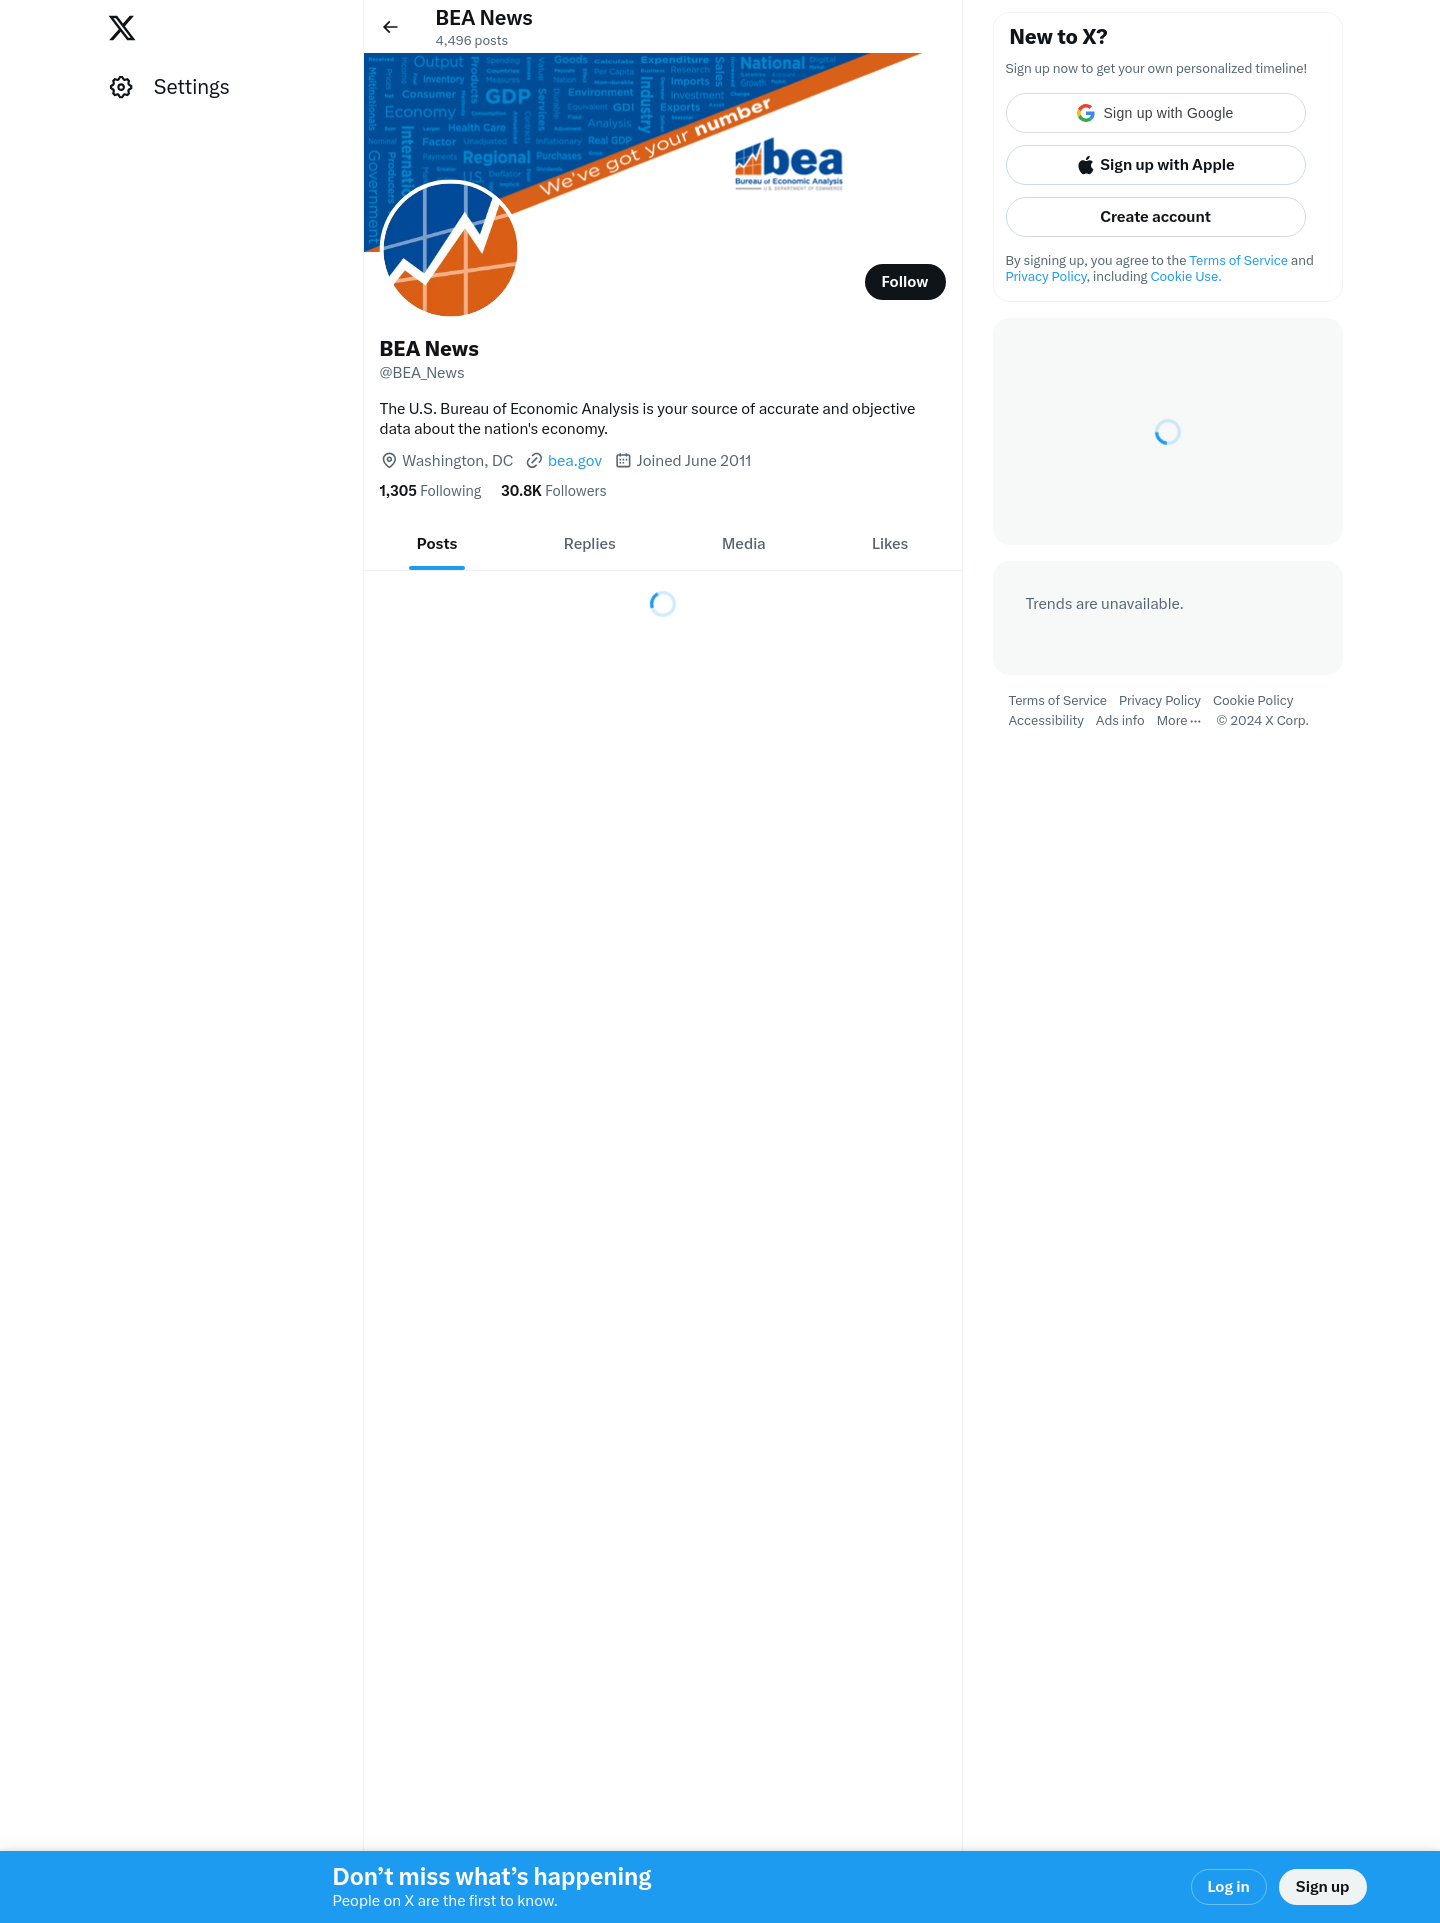 Settings
BEA News
4,496 posts
Output
Economy
GDP
Inventory
Consumer
Health Care
Factor
Regional
Purchases
International
Government
Multinationals
Products
Services
Goods
Environment
Analysis
Real GDP
Industry
Expenditure
Research
Imports
Investment
Exports
National
Sales
We've got your number
bea
Bureau of Economic Analysis
U.S. DEPARTMENT OF COMMERCE
Follow
BEA News
@BEA_News
The U.S. Bureau of Economic Analysis is your source of accurate and objective
data about the nation's economy.
Washington, DC bea.gov Joined June 2011
1,305 Following 30.8K Followers
Posts Replies Media Likes
New to X?
Sign up now to get your own personalized timeline!
Sign up with Google
Sign up with Apple
Create account
By signing up, you agree to the Terms of Service and
Privacy Policy, including Cookie Use.
Trends are unavailable.
Terms of Service Privacy Policy Cookie Policy
Accessibility Ads info More ··· © 2024 X Corp.
Don’t miss what’s happening
People on X are the first to know.
Log in Sign up